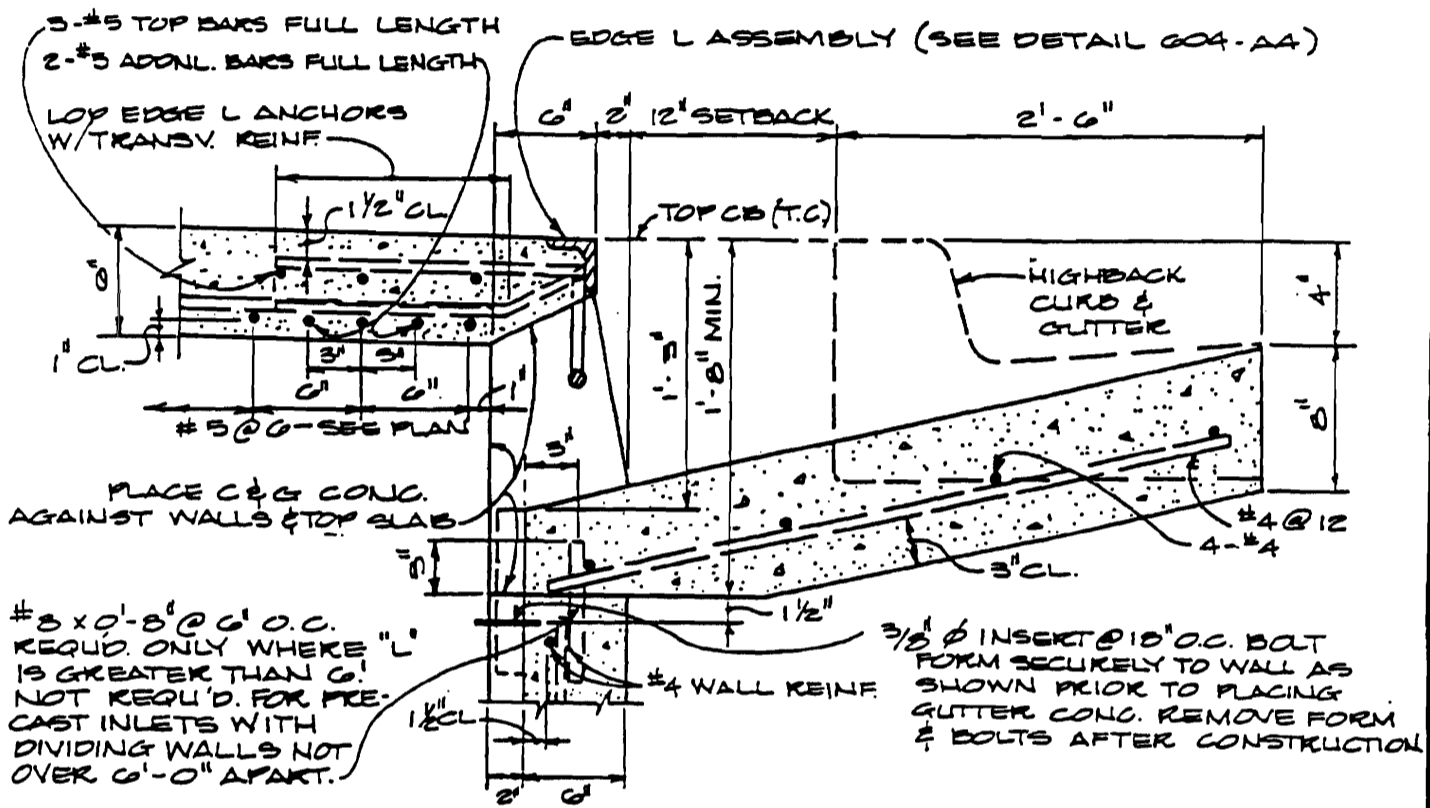 3-#5 TOP BARS FULL LENGTH
2-#3 ADDNL. BARS FULL LENGTH
EDGE L ASSEMBLY (SEE DETAIL 604-A4)
LOP EDGE L ANCHORS
W/TRANSV. REINF.
6" 2" 12" SETBACK 2'-6"
1 1/2" CL.
TOP CB (T.C)
HIGHBACK
CURB &
GUTTER
4"
8"
1'-3"
1'-8" MIN.
1" CL.
3" 3"
6" 6" 1"
#5 @ 6-SEE PLAN
3"
PLACE C & G CONC.
AGAINST WALLS & TOP SLAB
#4 @ 12
4-#4
3" CL.
1 1/2"
#3 x 0'-8" @ 6" O.C.
REQU'D. ONLY WHERE "L"
IS GREATER THAN 6'
NOT REQU'D. FOR PRE-
CAST INLETS WITH
DIVIDING WALLS NOT
OVER 6'-0" APART.
#4 WALL REINF.
1 1/2" CL.
2" 6"
3/8" Ø INSERT @ 18" O.C. BOLT
FORM SECURELY TO WALL AS
SHOWN PRIOR TO PLACING
GUTTER CONC. REMOVE FORM
& BOLTS AFTER CONSTRUCTION